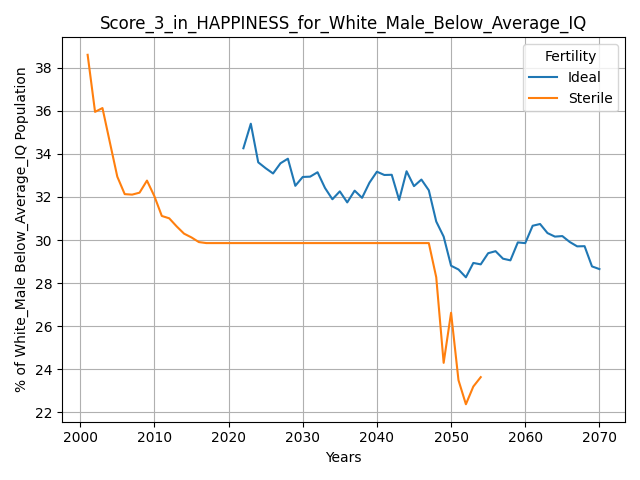 Score_3_in_HAPPINESS_for_White_Male_Below_Average_IQ
% of White_Male Below_Average_IQ Population
38
36
34
32
30
28
26
24
22
Fertility
Ideal
Sterile
2000 2010 2020 2030 2040 2050 2060 2070
Years